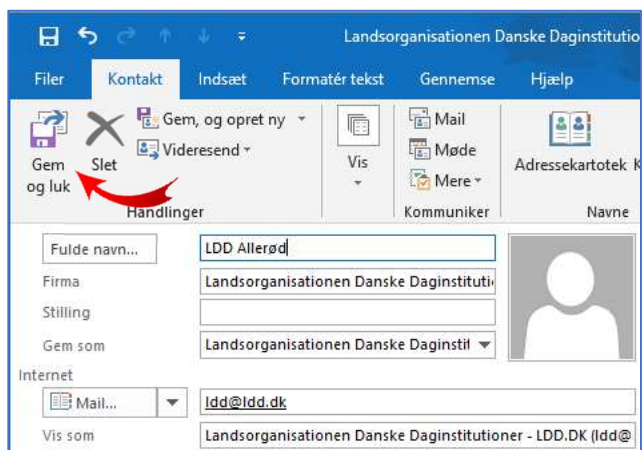 Landsorganisationen Danske Daginstitutio
Filer Kontakt Indsæt Formatér tekst Gennemse Hjælp
Gem og luk
Slet
Gem, og opret ny
Videresend
Handlinger
Vis
Mail
Møde
Mere
Kommuniker
Adressekartotek K
Navne
Fulde navn... LDD Allerød
Firma Landsorganisationen Danske Daginstituti
Stilling
Gem som Landsorganisationen Danske Daginstit
Internet
Mail... ldd@ldd.dk
Vis som Landsorganisationen Danske Daginstitutioner - LDD.DK (ldd@